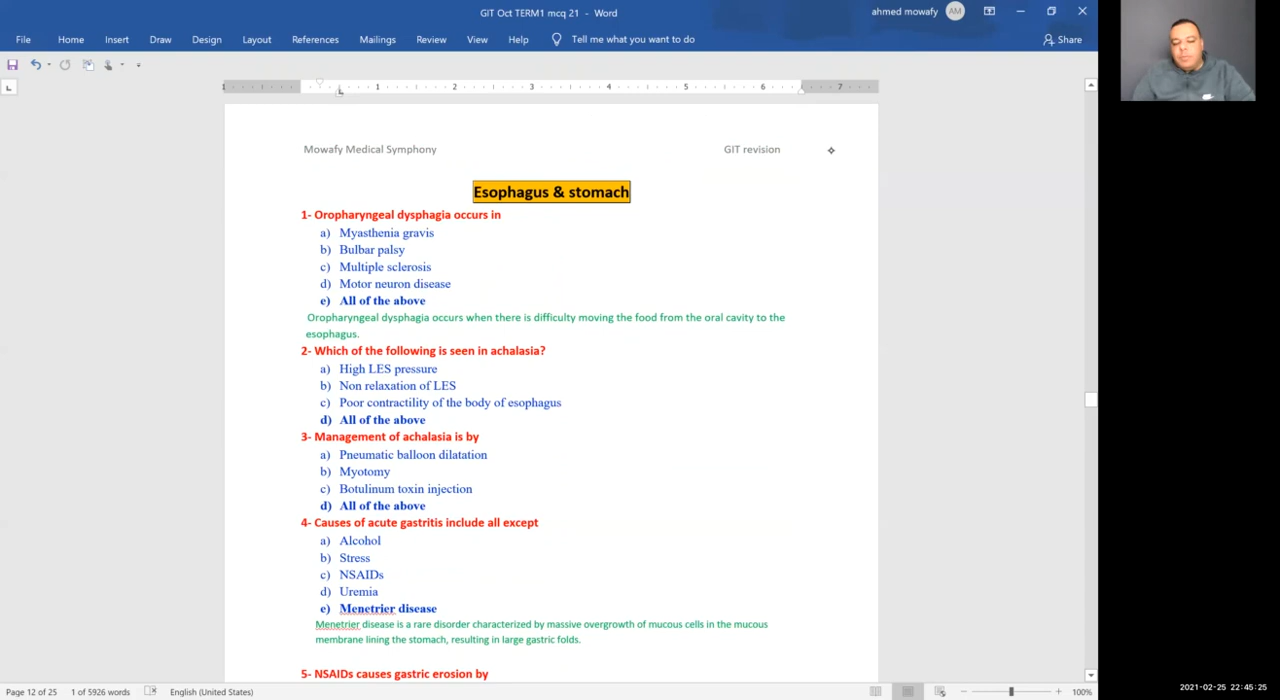 GIT Oct TERM1 mcq 21 - Word
ahmed mowafy AM
File Home Insert Draw Design Layout References Mailings Review View Help Tell me what you want to do Share
1 1 2 3 4 5 6 7
Mowafy Medical Symphony GIT revision
Esophagus & stomach
1- Oropharyngeal dysphagia occurs in
a) Myasthenia gravis
b) Bulbar palsy
c) Multiple sclerosis
d) Motor neuron disease
e) All of the above
Oropharyngeal dysphagia occurs when there is difficulty moving the food from the oral cavity to the
esophagus.
2- Which of the following is seen in achalasia?
a) High LES pressure
b) Non relaxation of LES
c) Poor contractility of the body of esophagus
d) All of the above
3- Management of achalasia is by
a) Pneumatic balloon dilatation
b) Myotomy
c) Botulinum toxin injection
d) All of the above
4- Causes of acute gastritis include all except
a) Alcohol
b) Stress
c) NSAIDs
d) Uremia
e) Menetrier disease
Menetrier disease is a rare disorder characterized by massive overgrowth of mucous cells in the mucous
membrane lining the stomach, resulting in large gastric folds.
5- NSAIDs causes gastric erosion by
Page 12 of 25 1 of 5926 words English (United States) 100%
2021-02-25 22:45:25